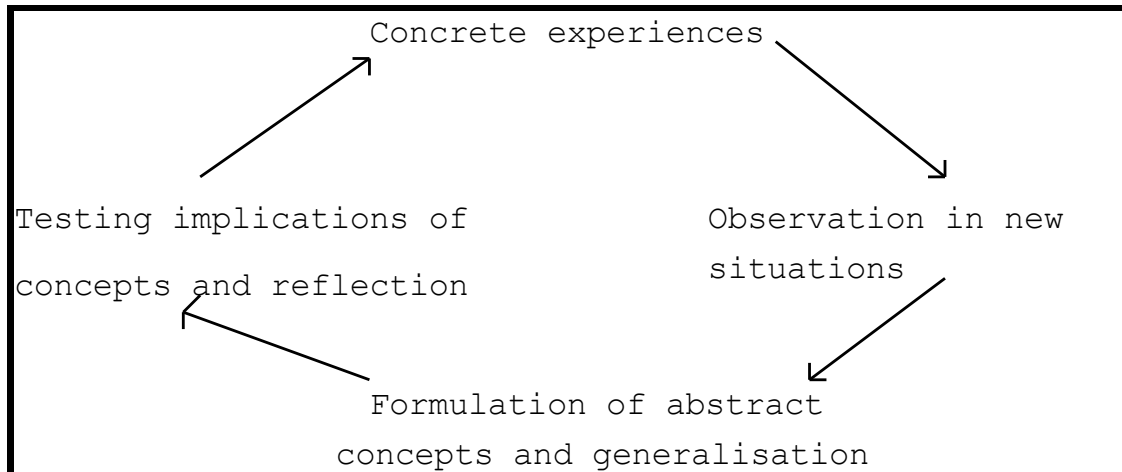 Concrete experiences
Testing implications of
concepts and reflection
Observation in new
situations
Formulation of abstract
concepts and generalisation